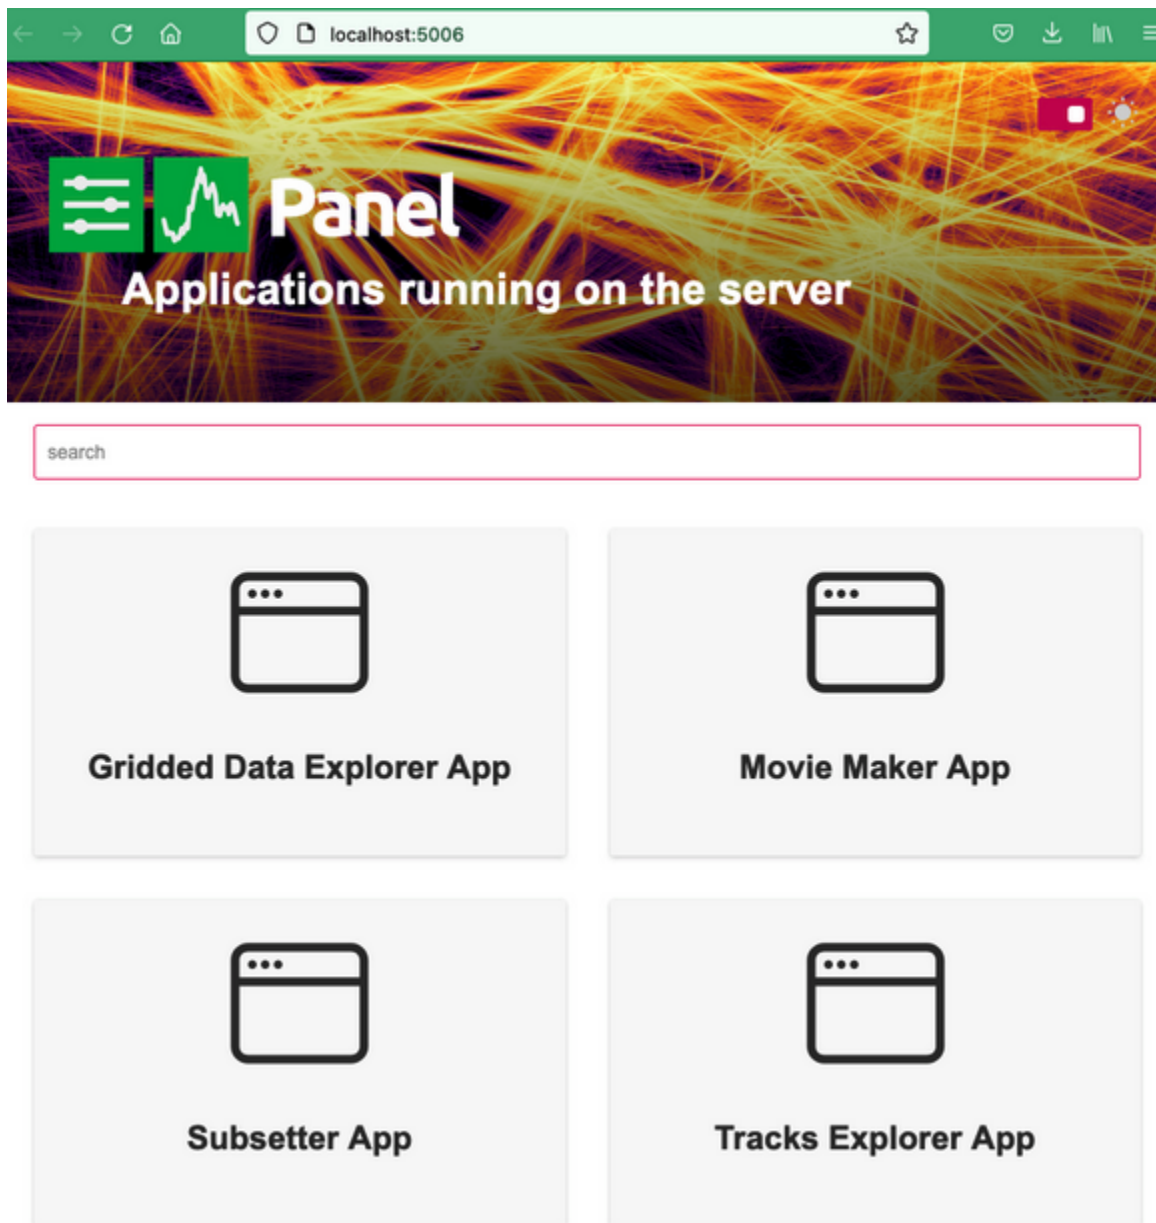 localhost:5006
Panel
Applications running on the server
search
Gridded Data Explorer App
Movie Maker App
Subsetter App
Tracks Explorer App